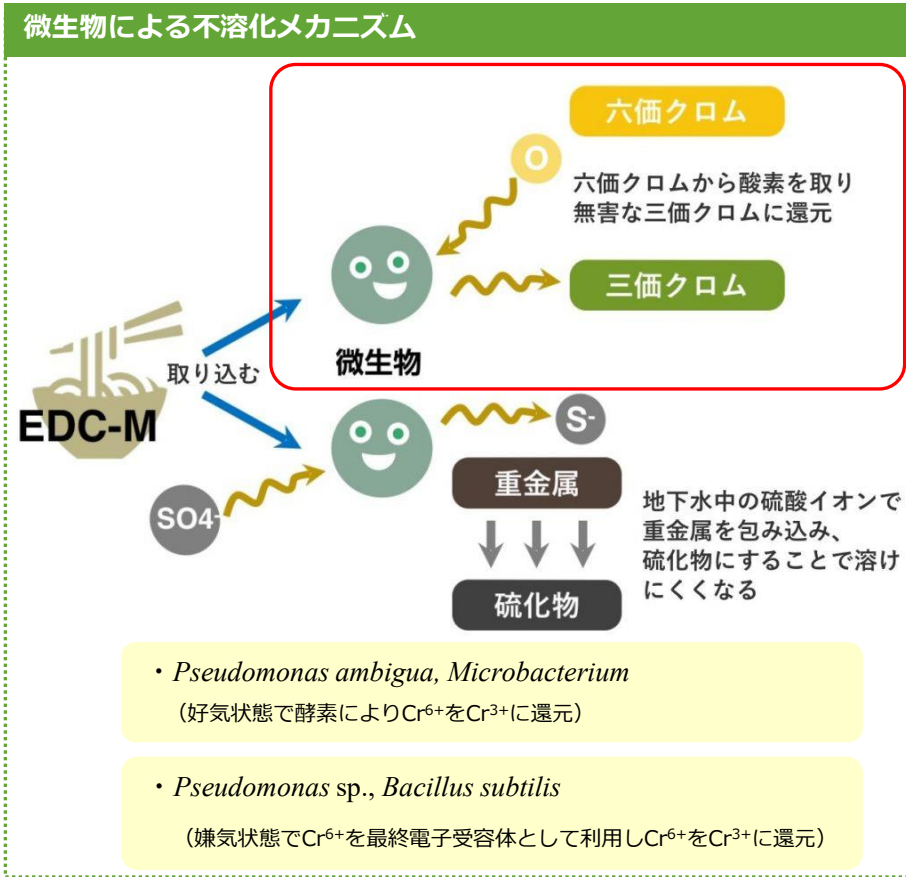 微生物による不溶化メカニズム
六価クロム
O
六価クロムから酸素を取り
無害な三価クロムに還元
三価クロム
微生物
取り込む
EDC-M
S-
SO4-
重金属
地下水中の硫酸イオンで
重金属を包み込み、
硫化物にすることで溶け
にくくなる
硫化物
・Pseudomonas ambigua, Microbacterium
（好気状態で酵素によりCr⁶⁺をCr³⁺に還元）
・Pseudomonas sp., Bacillus subtilis
（嫌気状態でCr⁶⁺を最終電子受容体として利用しCr⁶⁺をCr³⁺に還元）